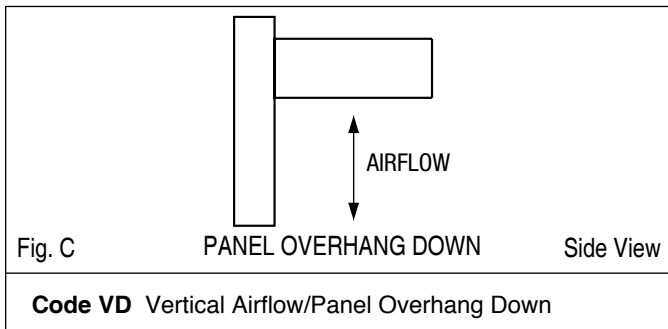 AIRFLOW
Fig. C PANEL OVERHANG DOWN Side View
Code VD Vertical Airflow/Panel Overhang Down